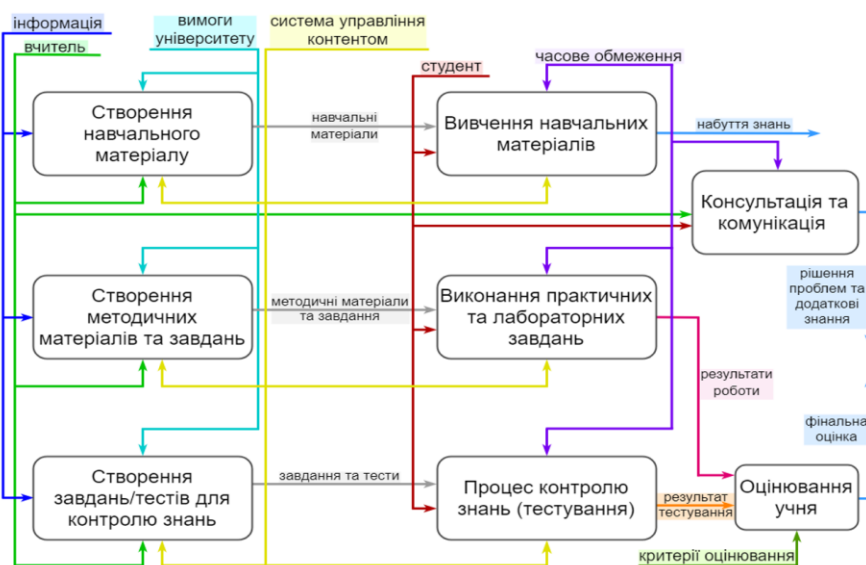 інформація
вчитель
вимоги
університету
система управління
контентом
студент
часове обмеження
Створення
навчального
матеріалу
навчальні
матеріали
Вивчення навчальних
матеріалів
набуття знань
Консультація та
комунікація
рішення
проблем та
додаткові
знання
Створення
методичних
матеріалів та завдань
методичні матеріали
та завдання
Виконання практичних
та лабораторних
завдань
результати
роботи
фінальна
оцінка
Створення
завдань/тестів для
контролю знань
завдання та тести
Процес контролю
знань (тестування)
результат
тестування
Оцінювання
учня
критерії оцінювання